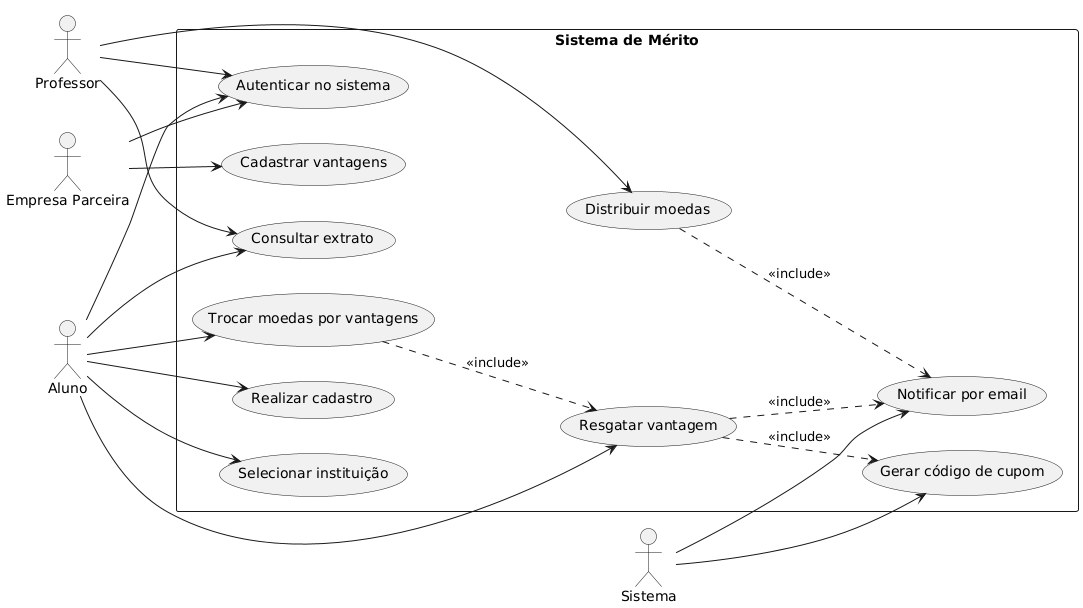 Sistema de Mérito
Professor
Autenticar no sistema
Cadastrar vantagens
Empresa Parceira
Distribuir moedas
Consultar extrato
«include»
Trocar moedas por vantagens
«include»
Aluno
Realizar cadastro
Notificar por email
«include»
Resgatar vantagem
«include»
Selecionar instituição
Gerar código de cupom
Sistema